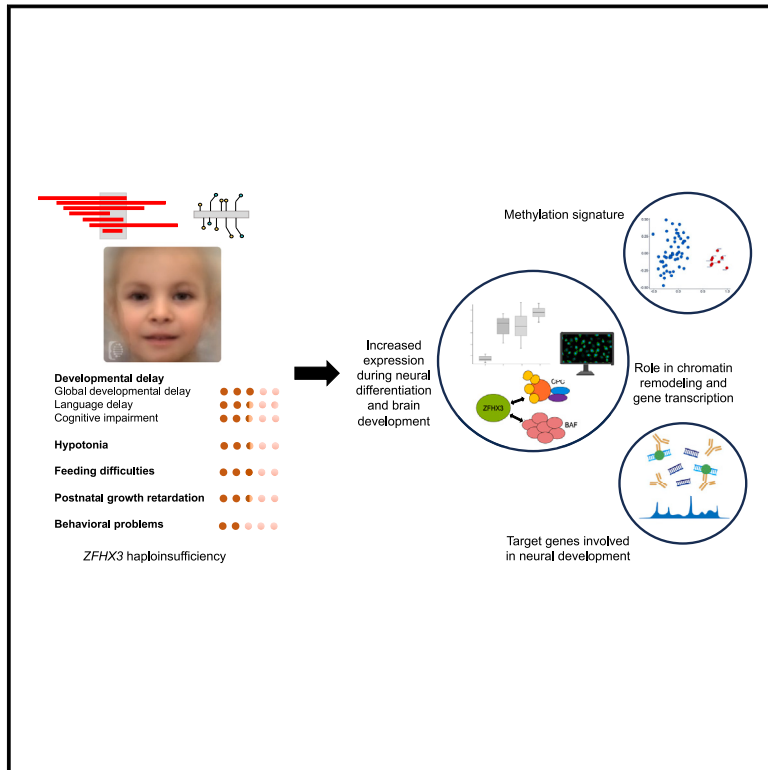 Developmental delay
Global developmental delay
Language delay
Cognitive impairment
Hypotonia
Feeding difficulties
Postnatal growth retardation
Behavioral problems
ZFHX3 haploinsufficiency
Increased
expression
during neural
differentiation
and brain
development
ZFHX3
BAF
Methylation signature
Role in chromatin
remodeling and
gene transcription
Target genes involved
in neural development